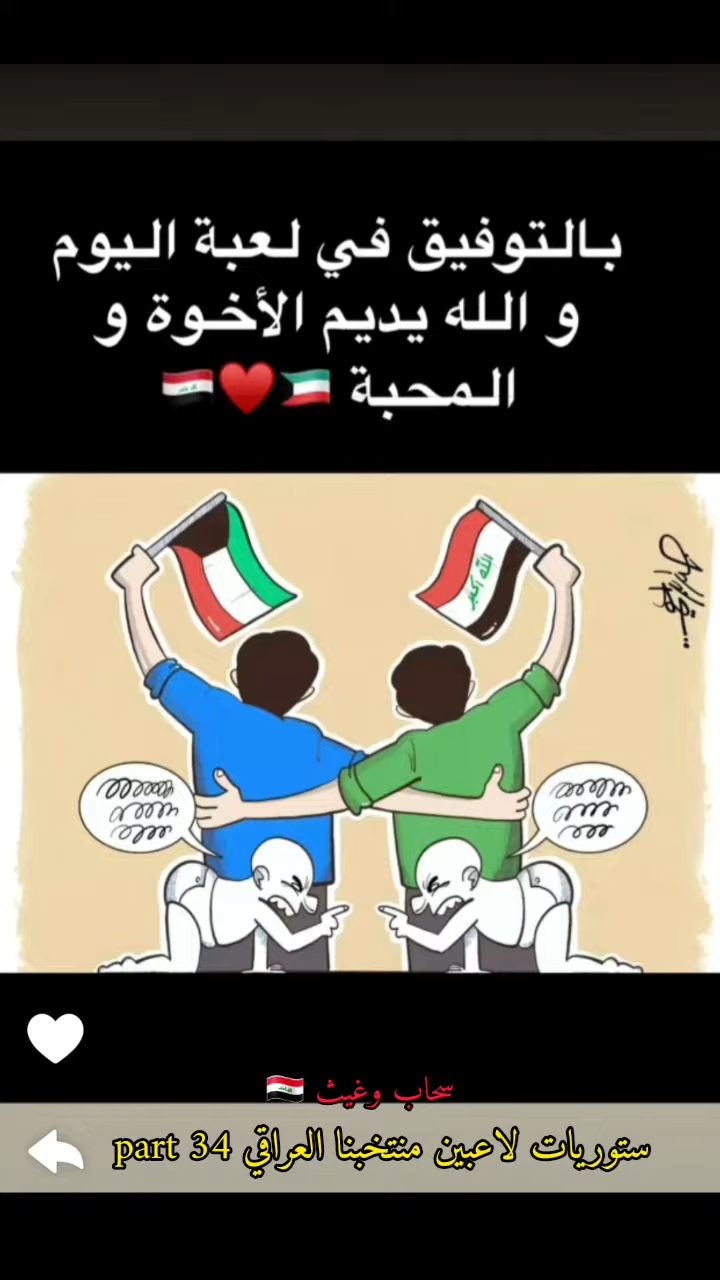 بالتوفيق في لعبة اليوم
و الله يديم الأخوة و
المحبة 🇰🇼❤️🇮🇶
الله أكبر
سحاب وغيث 🇮🇶
ستوريات لاعبين منتخبنا العراقي part 34